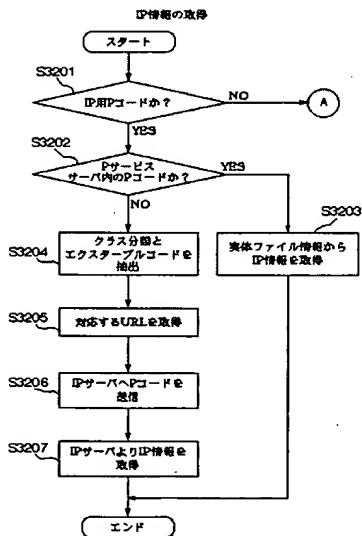 IP情報の取得
スタート
S3201
IP用Pコードか?
NO
A
YES
S3202
Pサービス
サーバ内のPコードか?
YES
NO
S3203
実体ファイル情報から
IP情報を取得
S3204
クラス分類と
エクスターブルコードを
抽出
S3205
対応するURLを取得
S3206
IPサーバへPコードを
送信
S3207
IPサーバよりIP情報を
取得
エンド